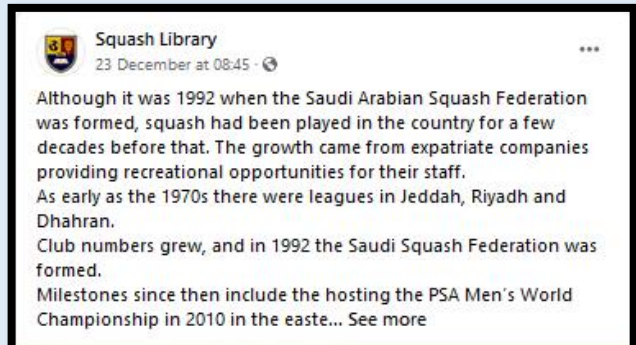 Squash Library
23 December at 08:45 ·
Although it was 1992 when the Saudi Arabian Squash Federation
was formed, squash had been played in the country for a few
decades before that. The growth came from expatriate companies
providing recreational opportunities for their staff.
As early as the 1970s there were leagues in Jeddah, Riyadh and
Dhahran.
Club numbers grew, and in 1992 the Saudi Squash Federation was
formed.
Milestones since then include the hosting the PSA Men's World
Championship in 2010 in the easte... See more